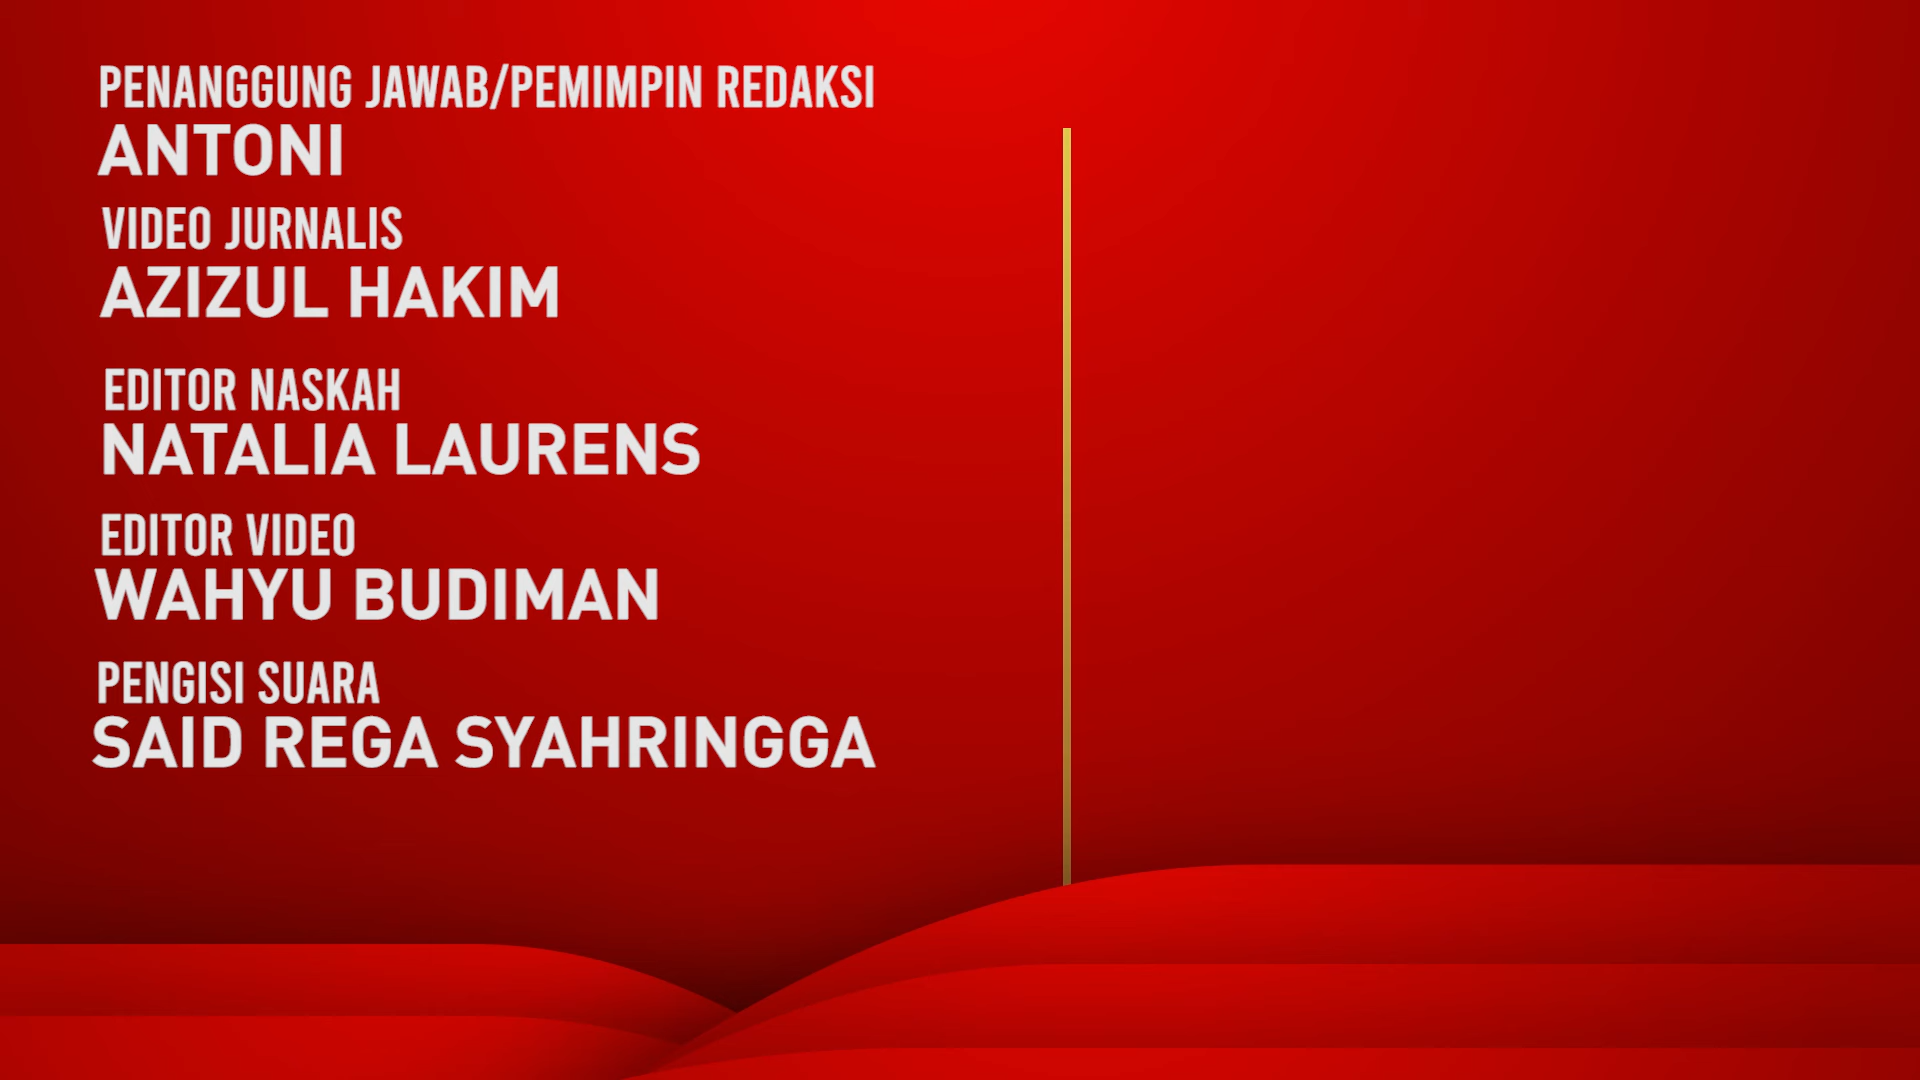 PENANGGUNG JAWAB/PEMIMPIN REDAKSI
ANTONI
VIDEO JURNALIS
AZIZUL HAKIM
EDITOR NASKAH
NATALIA LAURENS
EDITOR VIDEO
WAHYU BUDIMAN
PENGISI SUARA
SAID REGA SYAHRINGGA